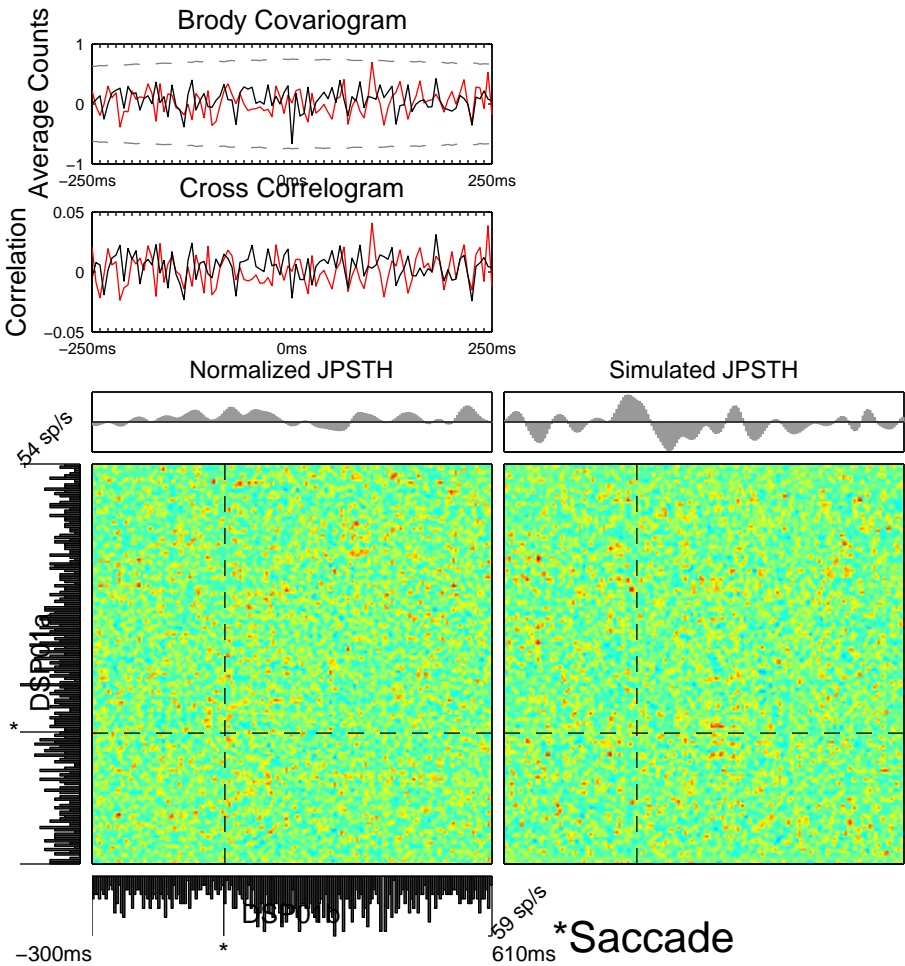 Brody Covariogram
Average Counts
1
0
−1
−250ms
0ms
250ms
Cross Correlogram
Correlation
0.05
0
-0.05
−250ms
0ms
250ms
Normalized JPSTH
Simulated JPSTH
54 sp/s
DSP01a
*
DSP01b
59 sp/s
−300ms
*
610ms
*Saccade